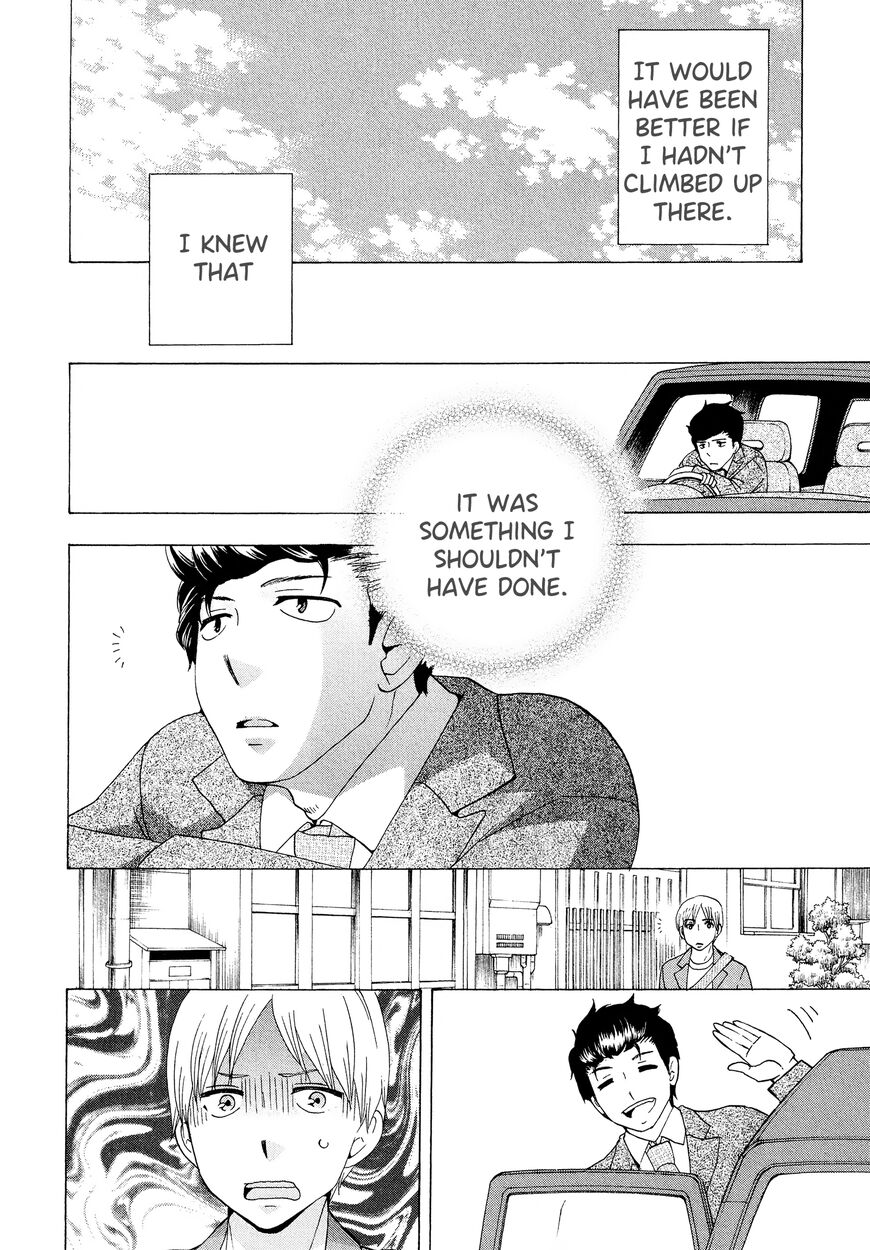 IT WOULD
HAVE BEEN
BETTER IF
I HADN'T
CLIMBED UP
THERE.
I KNEW
THAT
IT WAS
SOMETHING I
SHOULDN'T
HAVE DONE.